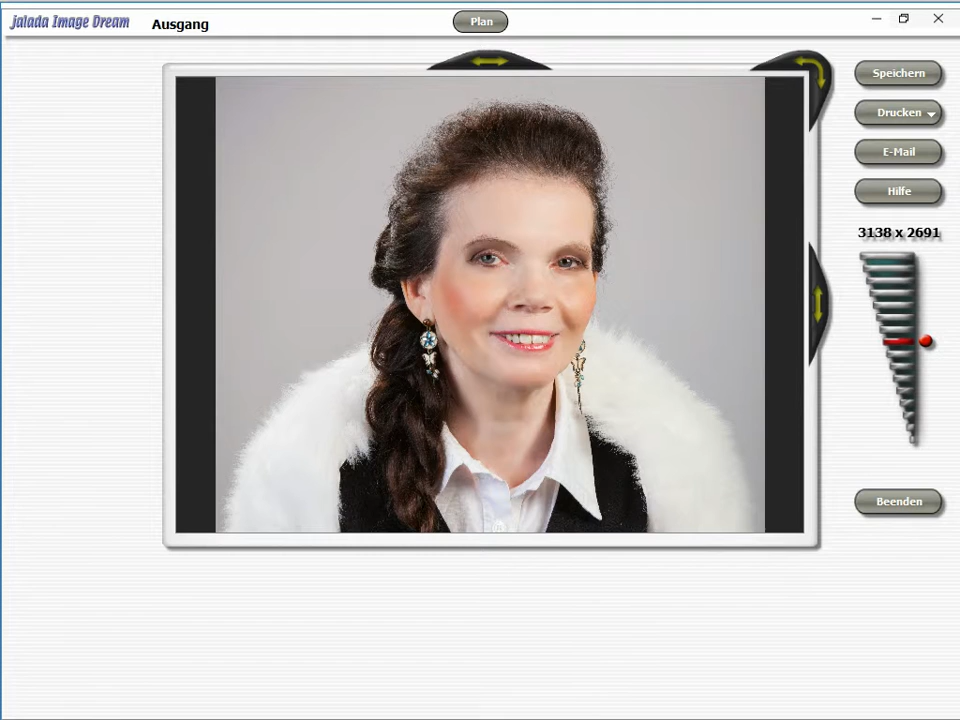 jalada Image Dream
Ausgang
Plan
Speichern
Drucken
E-Mail
Hilfe
3138 x 2691
Beenden